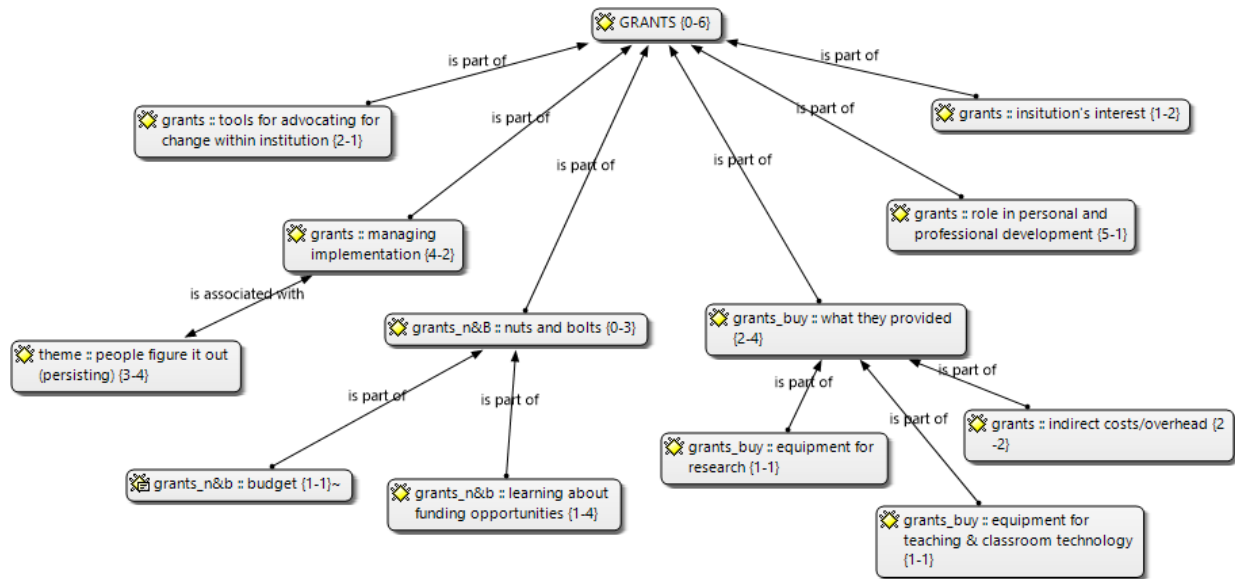 GRANTS {0-6}
is part of
is part of
grants :: tools for advocating for
change within institution {2-1}
grants :: insitution's interest {1-2}
is part of
is part of
is part of
is part of
grants :: role in personal and
professional development {5-1}
grants :: managing
implementation {4-2}
is associated with
grants_n&B :: nuts and bolts {0-3}
grants_buy :: what they provided
{2-4}
theme :: people figure it out
(persisting) {3-4}
is part of
is part of
is part of
is part of
is part of
grants :: indirect costs/overhead {2
-2}
grants_buy :: equipment for
research {1-1}
grants_n&b :: budget {1-1}~
grants_n&b :: learning about
funding opportunities {1-4}
grants_buy :: equipment for
teaching & classroom technology
{1-1}